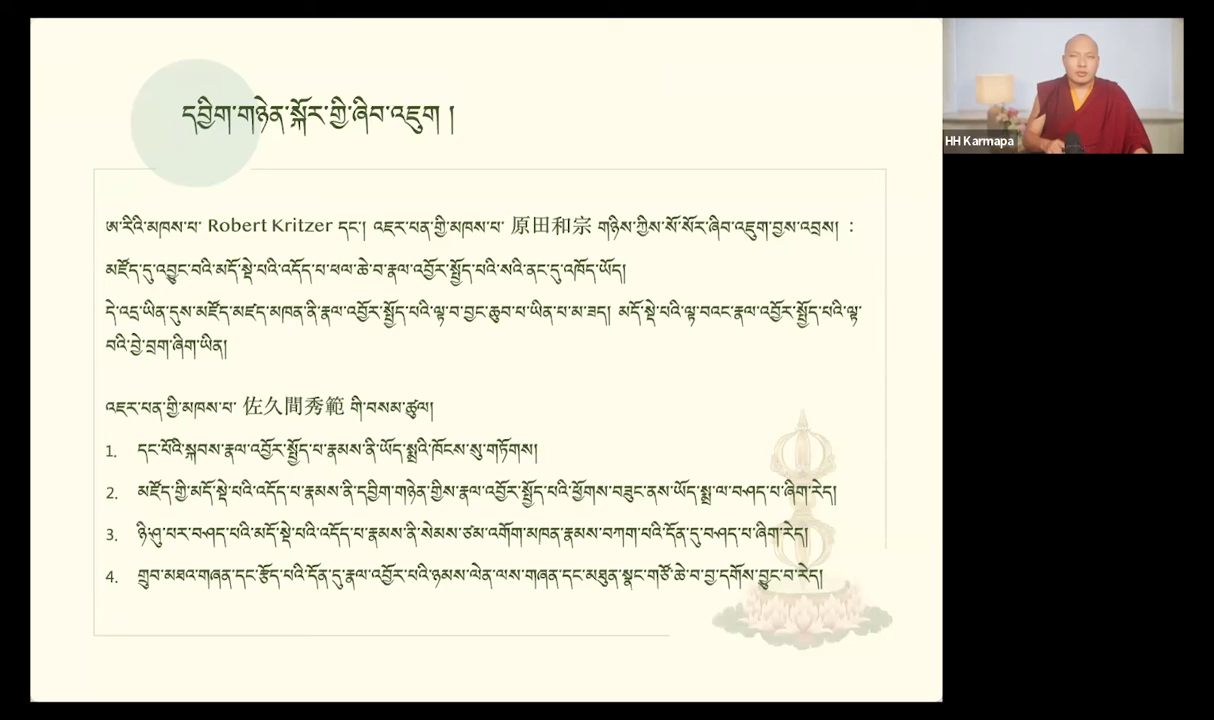 དབྱིག་གཉེན་སྐོར་གྱི་ཞིབ་འཇུག །
HH Karmapa
ཨ་རིའི་མཁས་པ་ Robert Kritzer དང་། འཇར་པན་གྱི་མཁས་པ་ 原田和宗 གཉིས་ཀྱིས་སོ་སོར་ཞིབ་འཇུག་བྱས་འབྲས། :
མཛོད་དུ་འབྱུང་བའི་མདོ་སྡེ་པའི་འདོད་པ་ཕལ་ཆེ་བ་རྣལ་འབྱོར་སྤྱོད་པའི་སའི་ནང་དུ་འཁོད་ཡོད།
དེ་འདྲ་ཡིན་དུས་མཛོད་མཛད་མཁན་ནི་རྣལ་འབྱོར་སྤྱོད་པའི་ལྟ་བ་བྱང་ཆུབ་པ་ཡིན་པ་མ་ཟད། མདོ་སྡེ་པའི་ལྟ་བའང་རྣལ་འབྱོར་སྤྱོད་པའི་ལྟ་
བའི་བྱེ་བྲག་ཞིག་ཡིན།
འཇར་པན་གྱི་མཁས་པ་ 佐久間秀範 གི་བསམ་ཚུལ།
1. དང་པོའི་སྐབས་རྣལ་འབྱོར་སྤྱོད་པ་རྣམས་ནི་ཡོད་སྨྲའི་ཁོངས་སུ་གཏོགས།
2. མཛོད་ཀྱི་མདོ་སྡེ་པའི་འདོད་པ་རྣམས་ནི་དབྱིག་གཉེན་གྱིས་རྣལ་འབྱོར་སྤྱོད་པའི་ཕྱོགས་བཟུང་ནས་ཡོད་སྨྲ་ལ་བཤད་པ་ཞིག་རེད།
3. ཉི་ཤུ་པར་བཤད་པའི་མདོ་སྡེ་པའི་འདོད་པ་རྣམས་ནི་སེམས་ཙམ་འགོག་མཁན་རྣམས་བཀག་པའི་དོན་དུ་བཤད་པ་ཞིག་རེད།
4. གྲུབ་མཐའ་གཞན་དང་རྩོད་པའི་དོན་དུ་རྣལ་འབྱོར་པའི་ཉམས་ལེན་ལས་གཞན་དང་མཐུན་སྣང་གཙོ་ཆེ་བ་བྱ་དགོས་བྱུང་བ་རེད།